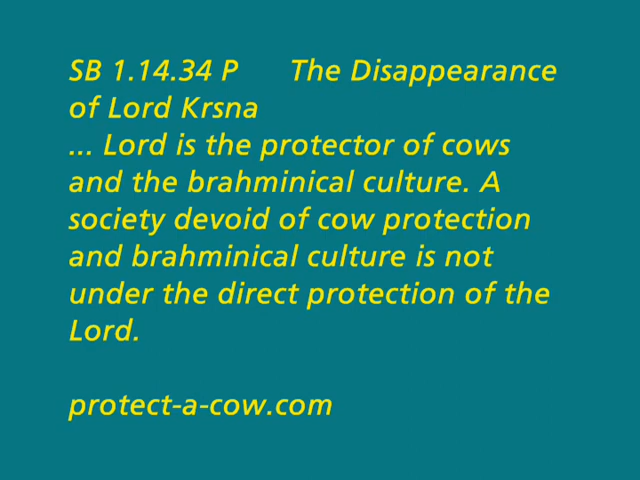 SB 1.14.34 P The Disappearance
of Lord Krsna
... Lord is the protector of cows
and the brahminical culture. A
society devoid of cow protection
and brahminical culture is not
under the direct protection of the
Lord.
protect-a-cow.com